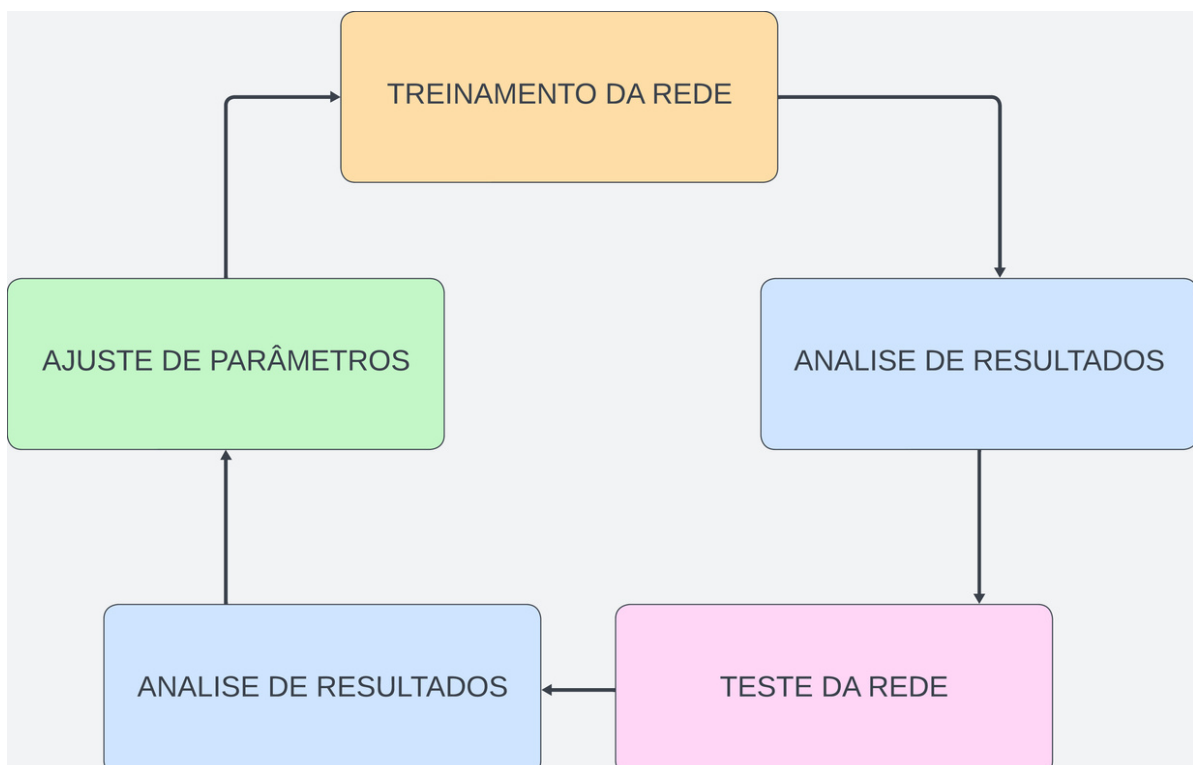 TREINAMENTO DA REDE
AJUSTE DE PARÂMETROS
ANALISE DE RESULTADOS
ANALISE DE RESULTADOS
TESTE DA REDE